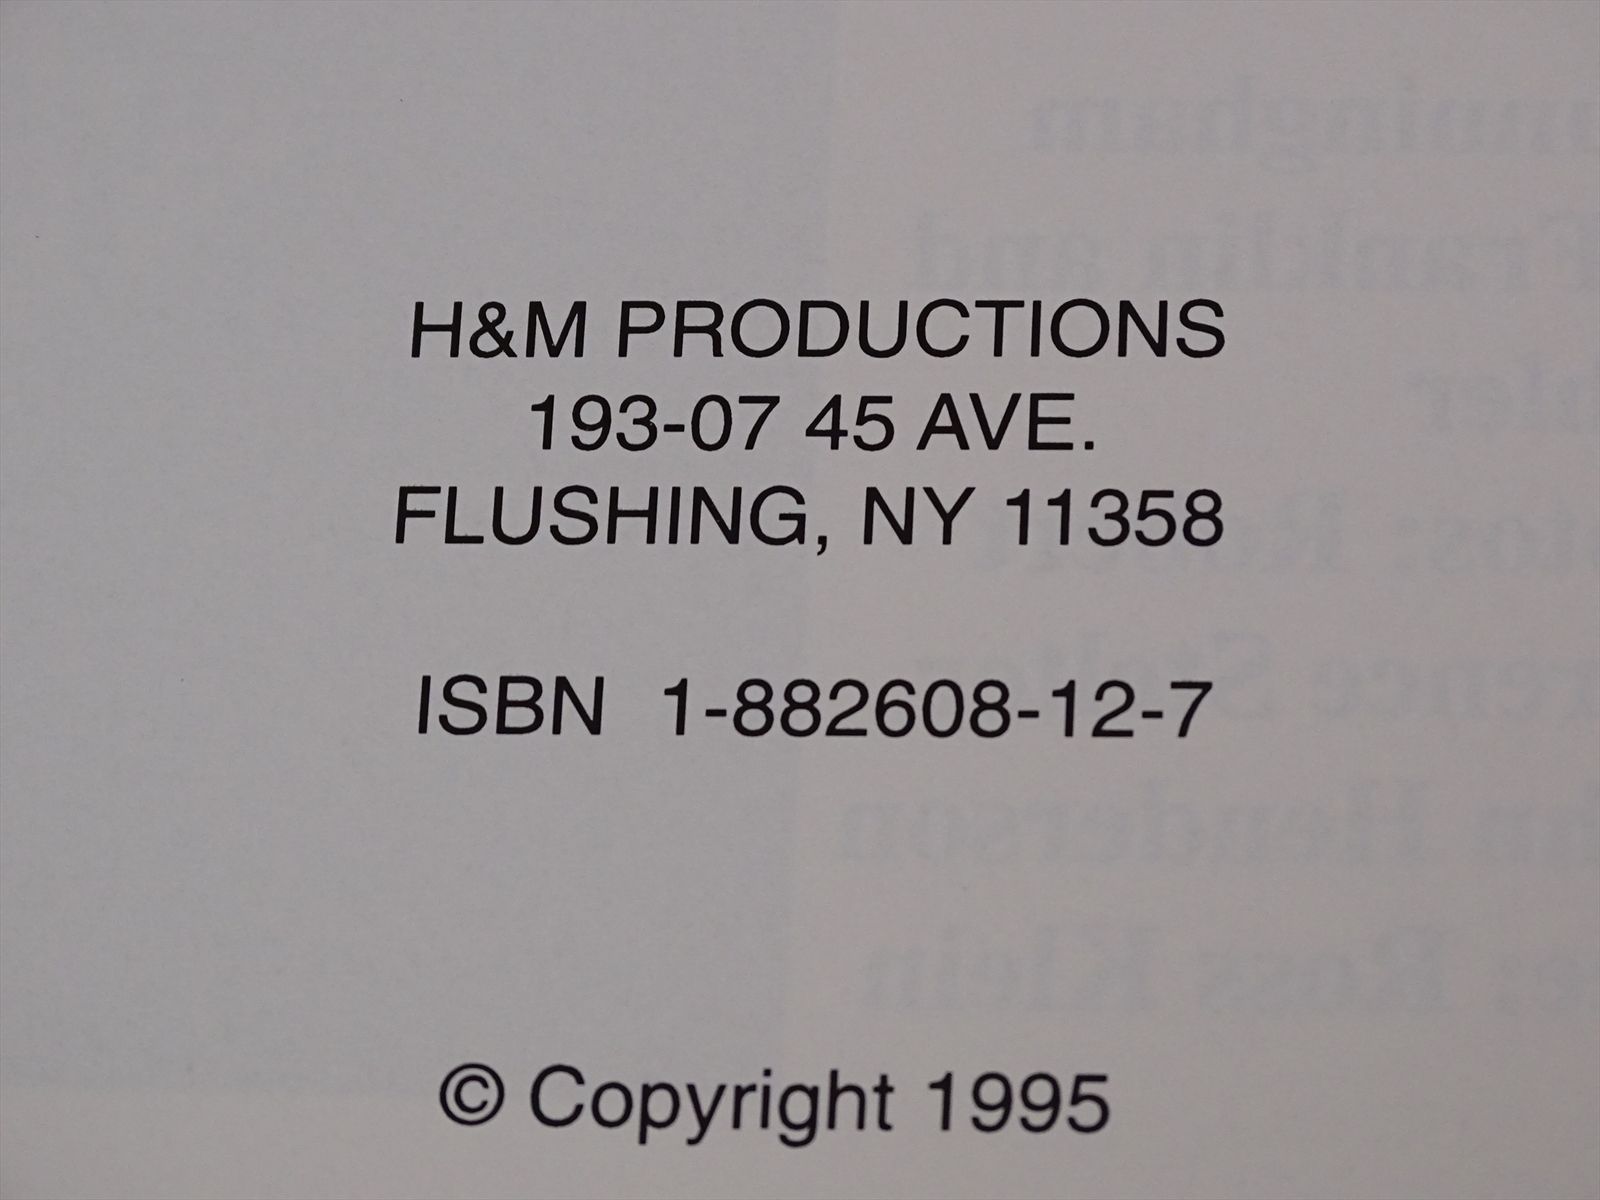 H&M PRODUCTIONS
193-07 45 AVE.
FLUSHING, NY 11358
ISBN 1-882608-12-7
© Copyright 1995